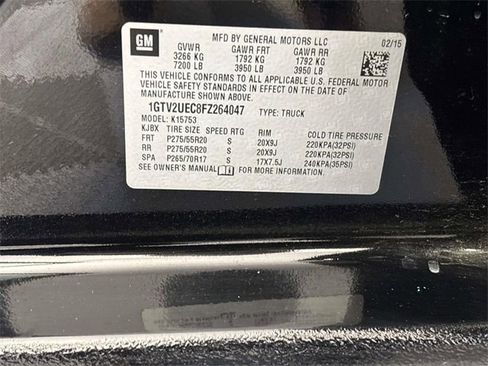 GM
MFD BY GENERAL MOTORS LLC 02/15
GVWR GAWR FRT GAWR RR
3266 KG 1792 KG 1792 KG
7200 LB 3950 LB 3950 LB
THIS VEHICLE CONFORMS TO ALL APPLICABLE U.S. FEDERAL MOTOR
VEHICLE SAFETY STANDARDS IN EFFECT ON THE DATE OF
MANUFACTURE SHOWN ABOVE.
1GTV2UEC8FZ264047 TYPE: TRUCK
MODEL: K15753
KJBX TIRE SIZE SPEED RTG RIM COLD TIRE PRESSURE
FRT P275/55R20 S 20X9J 220KPA(32PSI)
RR P275/55R20 S 20X9J 220KPA(32PSI)
SPA P265/70R17 S 17X7.5J 240KPA(35PSI)
SEE OWNER'S MANUAL FOR MORE INFORMATION.